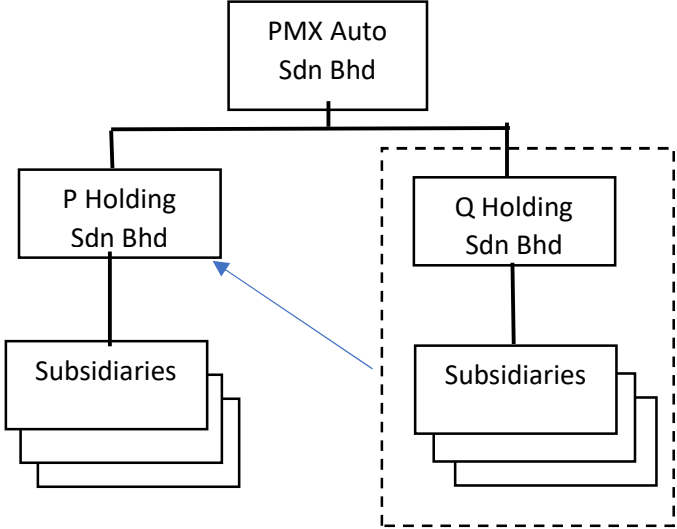 PMX Auto
Sdn Bhd
P Holding
Sdn Bhd
Q Holding
Sdn Bhd
Subsidiaries
Subsidiaries